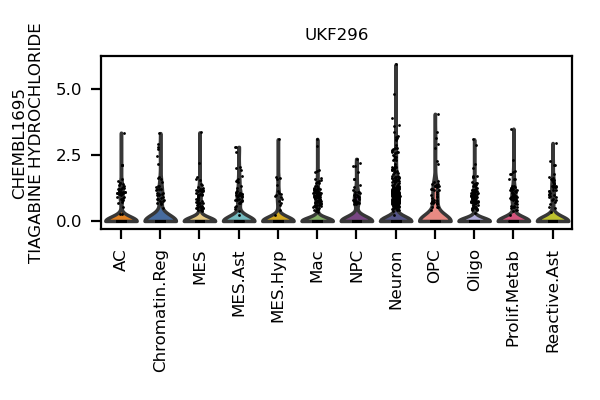 UKF296
CHEMBL1695
TIAGABINE HYDROCHLORIDE
5.0
2.5
0.0
AC
Chromatin.Reg
MES
MES.Ast
MES.Hyp
Mac
NPC
Neuron
OPC
Oligo
Prolif.Metab
Reactive.Ast